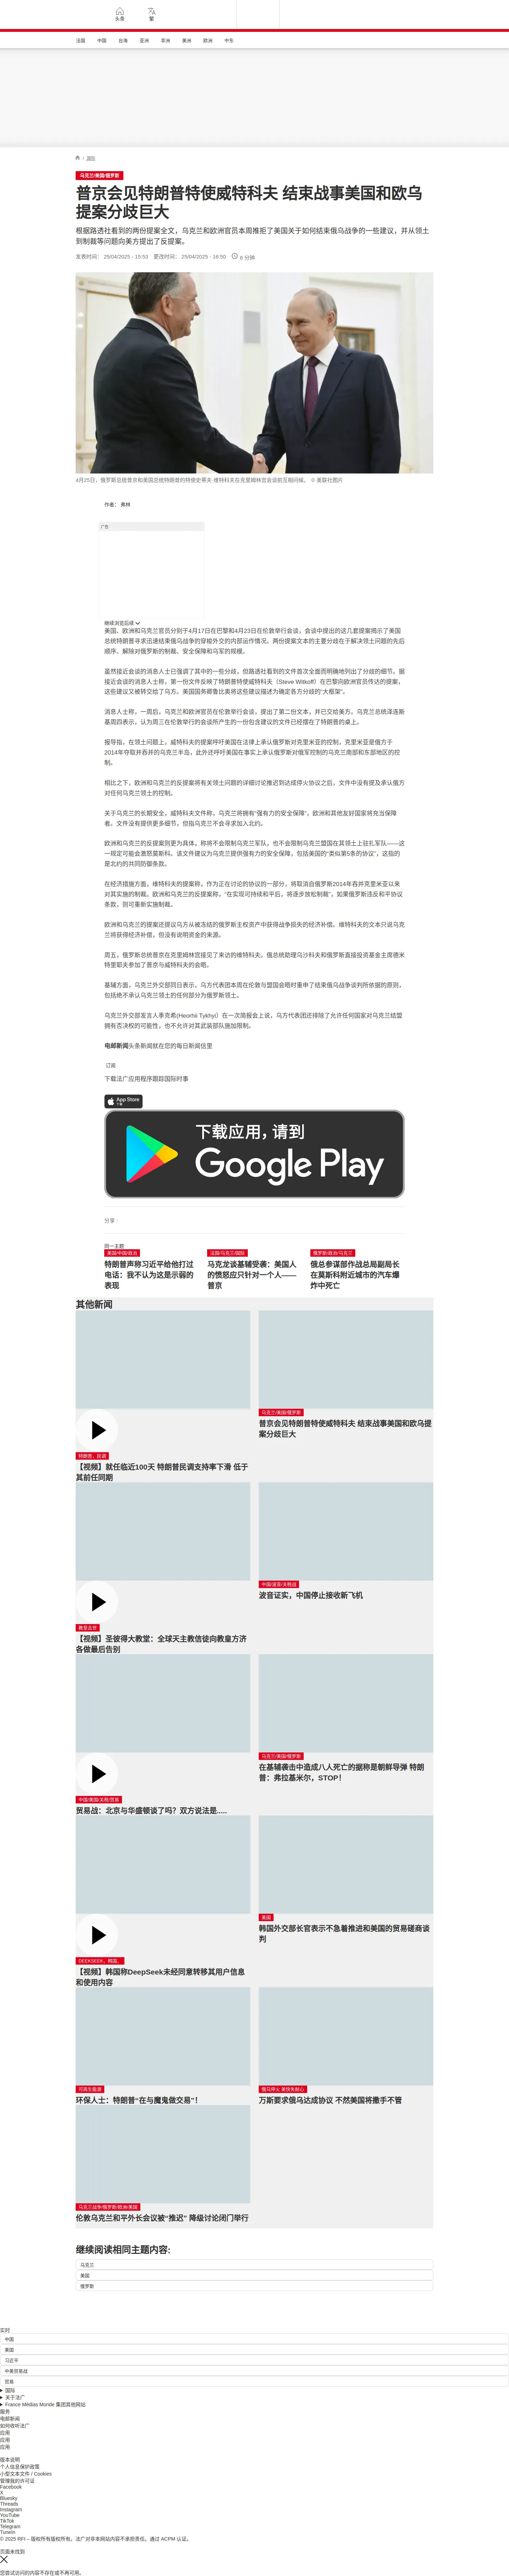 头条
繁
法国
中国
台海
亚洲
非洲
美洲
欧洲
中东
/ 国际
乌克兰/美国/俄罗斯
普京会见特朗普特使威特科夫 结束战事美国和欧乌
提案分歧巨大
根据路透社看到的两份提案全文，乌克兰和欧洲官员本周推拒了美国关于如何结束俄乌战争的一些建议，并从领土
到制裁等问题向美方提出了反提案。
发表时间： 25/04/2025 - 15:53 更改时间： 25/04/2025 - 16:50 6 分钟
4月25日，俄罗斯总统普京和美国总统特朗普的特使史蒂夫·维特科夫在克里姆林宫会谈前互相问候。 © 美联社图片
作者： 弗林
广告
继续浏览后续
美国、欧洲和乌克兰官员分别于4月17日在巴黎和4月23日在伦敦举行会谈，会谈中提出的这几套提案揭示了美国
总统特朗普寻求迅速结束俄乌战争的穿梭外交的内部运作情况。两份提案文本的主要分歧在于解决领土问题的先后
顺序、解除对俄罗斯的制裁、安全保障和乌军的规模。
虽然接近会谈的消息人士已强调了其中的一些分歧，但路透社看到的文件首次全面而明确地列出了分歧的细节。据
接近会谈的消息人士称，第一份文件反映了特朗普特使威特科夫（Steve Witkoff）在巴黎向欧洲官员传达的提案，
这些建议又被转交给了乌方。美国国务卿鲁比奥将这些建议描述为确定各方分歧的“大框架”。
消息人士称，一周后，乌克兰和欧洲官员在伦敦举行会谈，提出了第二份文本，并已交给美方。乌克兰总统泽连斯
基周四表示，认为周三在伦敦举行的会谈所产生的一份包含建议的文件已经摆在了特朗普的桌上。
报导指，在领土问题上，威特科夫的提案呼吁美国在法律上承认俄罗斯对克里米亚的控制，克里米亚是俄方于
2014年夺取并吞并的乌克兰半岛，此外还呼吁美国在事实上承认俄罗斯对俄军控制的乌克兰南部和东部地区的控
制。
相比之下，欧洲和乌克兰的反提案将有关领土问题的详细讨论推迟到达成停火协议之后，文件中没有提及承认俄方
对任何乌克兰领土的控制。
关于乌克兰的长期安全，威特科夫文件称，乌克兰将拥有“强有力的安全保障”，欧洲和其他友好国家将充当保障
者。文件没有提供更多细节，但指乌克兰不会寻求加入北约。
欧洲和乌克兰的反提案则更为具体，称将不会限制乌克兰军队，也不会限制乌克兰盟国在其领土上驻扎军队——这
一规定可能会激怒莫斯科。该文件建议为乌克兰提供强有力的安全保障，包括美国的“类似第5条的协议”，这指的
是北约的共同防御条款。
在经济措施方面，维特科夫的提案称，作为正在讨论的协议的一部分，将取消自俄罗斯2014年吞并克里米亚以来
对其实施的制裁。欧洲和乌克兰的反提案称，“在实现可持续和平后，将逐步放松制裁”，如果俄罗斯违反和平协议
条款，则可重新实施制裁。
欧洲和乌克兰的提案还提议乌方从被冻结的俄罗斯主权资产中获得战争损失的经济补偿。维特科夫的文本只说乌克
兰将获得经济补偿，但没有说明资金的来源。
周五，俄罗斯总统普京在克里姆林宫接见了来访的维特科夫。俄总统助理乌沙科夫和俄罗斯直接投资基金主席德米
特里耶夫参加了普京与威特科夫的会晤。
基辅方面，乌克兰外交部同日表示，乌方代表团本周在伦敦与盟国会晤时重申了结束俄乌战争谈判所依据的原则，
包括绝不承认乌克兰领土的任何部分为俄罗斯领土。
乌克兰外交部发言人季克希(Heorhii Tykhyi）在一次简报会上说，乌方代表团还排除了允许任何国家对乌克兰结盟
拥有否决权的可能性，也不允许对其武装部队施加限制。
电邮新闻头条新闻就在您的每日新闻信里
订阅
下载法广应用程序跟踪国际时事
App Store
下载应用，请到
Google Play
分享 :
同一主题
美国/中国/政治
特朗普声称习近平给他打过
电话：我不认为这是示弱的
表现
法国/乌克兰/国际
马克龙谈基辅受袭：美国人
的愤怒应只针对一个人——
普京
俄罗斯/政治/乌克兰
俄总参谋部作战总局副局长
在莫斯科附近城市的汽车爆
炸中死亡
其他新闻
特朗普，民调
【视频】就任临近100天 特朗普民调支持率下滑 低于
其前任同期
乌克兰/美国/俄罗斯
普京会见特朗普特使威特科夫 结束战事美国和欧乌提
案分歧巨大
教皇去世
【视频】圣彼得大教堂：全球天主教信徒向教皇方济
各做最后告别
中国/波音/关税战
波音证实，中国停止接收新飞机
中国/美国/关税/贸易
贸易战：北京与华盛顿谈了吗？双方说法是.....
乌克兰/美国/俄罗斯
在基辅袭击中造成八人死亡的据称是朝鲜导弹 特朗
普：弗拉基米尔，STOP！
DEEPSEEK，韩国，
【视频】韩国称DeepSeek未经同意转移其用户信息
和使用内容
美国
韩国外交部长官表示不急着推进和美国的贸易磋商谈
判
可再生能源
环保人士：特朗普“在与魔鬼做交易”！
俄乌停火 美快失耐心
万斯要求俄乌达成协议 不然美国将撒手不管
乌克兰战争/俄罗斯/欧洲/美国
伦敦乌克兰和平外长会议被“推迟” 降级讨论闭门举行
继续阅读相同主题内容:
乌克兰
美国
俄罗斯
实时
中国
美国
习近平
中美贸易战
贸易
国际
关于法广
France Médias Monde 集团其他网站
服务
电邮新闻
如何收听法广
应用
应用
应用
版本说明
个人信息保护政策
小型文本文件 / Cookies
管理我的许可证
Facebook
X
Bluesky
Threads
Instagram
YouTube
TikTok
Telegram
TuneIn
© 2025 RFI – 版权所有版权所有。法广对非本网站内容不承担责任。通过 ACPM 认证。
页面未找到
您尝试访问的内容不存在或不再可用。